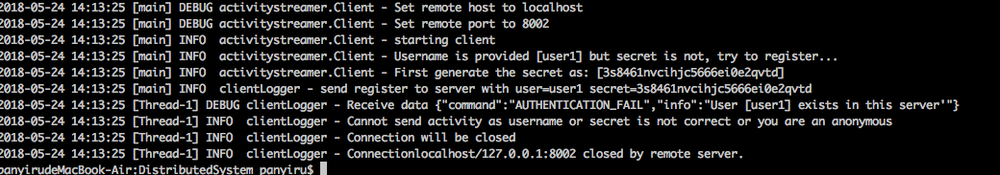 2018-05-24 14:13:25 [main] DEBUG activitystreamer.Client - Set remote host to localhost
2018-05-24 14:13:25 [main] DEBUG activitystreamer.Client - Set remote port to 8002
2018-05-24 14:13:25 [main] INFO  activitystreamer.Client - starting client
2018-05-24 14:13:25 [main] INFO  activitystreamer.Client - Username is provided [user1] but secret is not, try to register...
2018-05-24 14:13:25 [main] INFO  activitystreamer.Client - First generate the secret as: [3s8461nvcihjc5666ei0e2qvtd]
2018-05-24 14:13:25 [main] INFO  clientLogger - send register to server with user=user1 secret=3s8461nvcihjc5666ei0e2qvtd
2018-05-24 14:13:25 [Thread-1] DEBUG clientLogger - Receive data {"command":"AUTHENTICATION_FAIL","info":"User [user1] exists in this server'"}
2018-05-24 14:13:25 [Thread-1] INFO  clientLogger - Cannot send activity as username or secret is not correct or you are an anonymous
2018-05-24 14:13:25 [Thread-1] INFO  clientLogger - Connection will be closed
2018-05-24 14:13:25 [Thread-1] INFO  clientLogger - Connectionlocalhost/127.0.0.1:8002 closed by remote server.
panyirudeMacBook-Air:DistributedSystem panyiru$